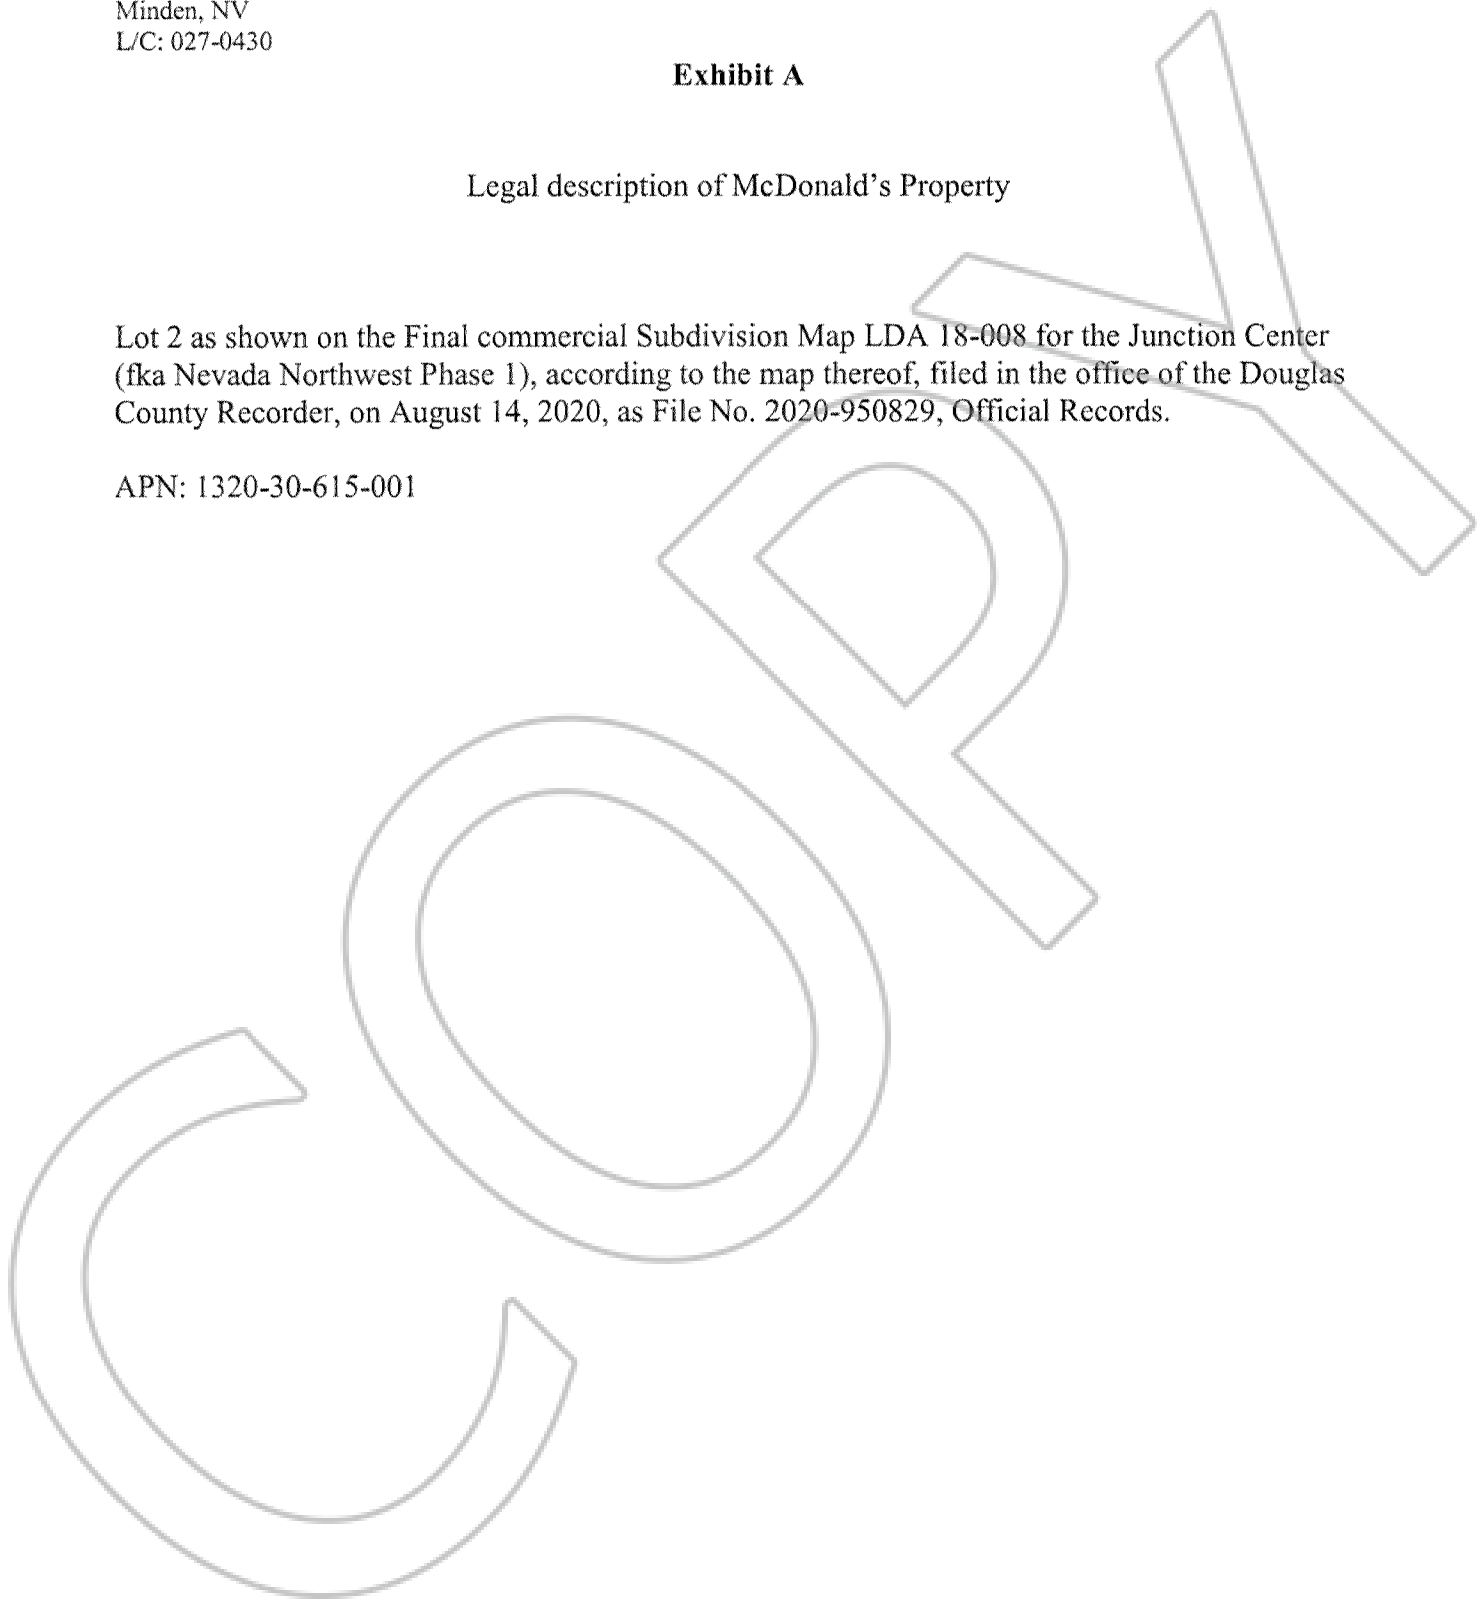 Minden, NV
L/C: 027-0430
Exhibit A
Legal description of McDonald's Property
Lot 2 as shown on the Final commercial Subdivision Map LDA 18-008 for the Junction Center
(fka Nevada Northwest Phase 1), according to the map thereof, filed in the office of the Douglas
County Recorder, on August 14, 2020, as File No. 2020-950829, Official Records.
APN: 1320-30-615-001
COPY